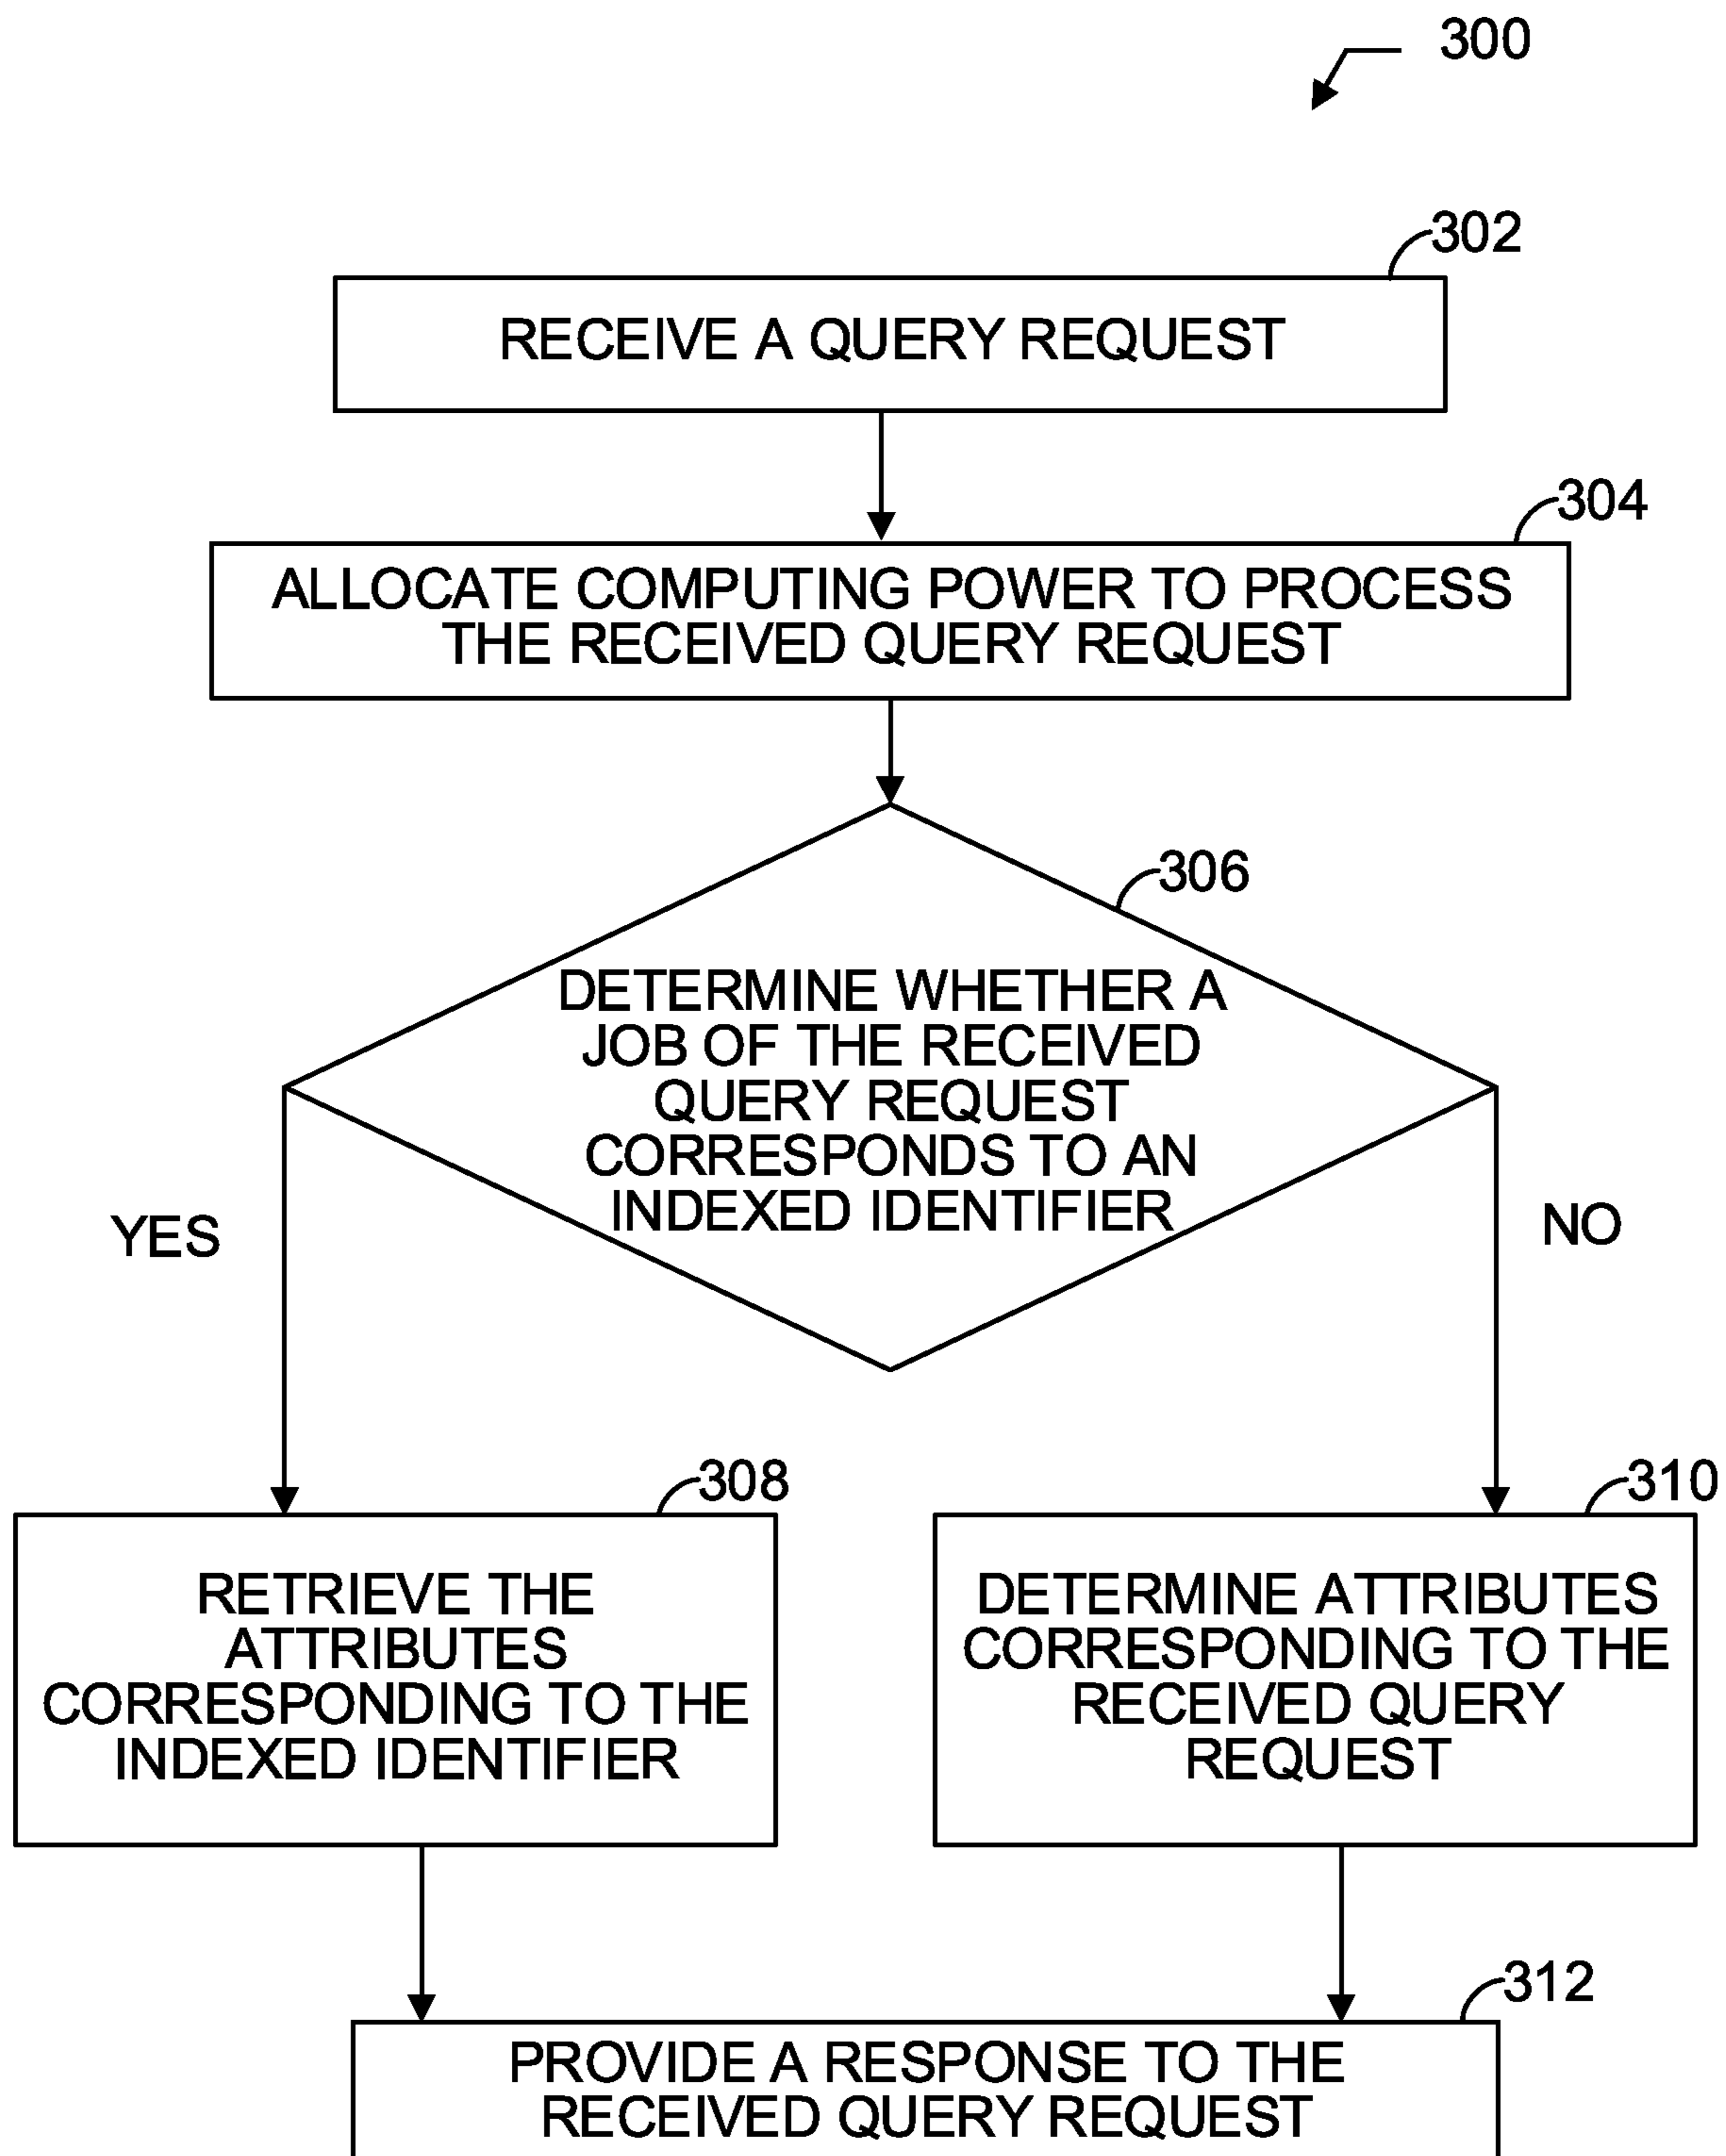 300
302
RECEIVE A QUERY REQUEST
304
ALLOCATE COMPUTING POWER TO PROCESS
THE RECEIVED QUERY REQUEST
306
DETERMINE WHETHER A
JOB OF THE RECEIVED
QUERY REQUEST
CORRESPONDS TO AN
INDEXED IDENTIFIER
YES
NO
308
RETRIEVE THE
ATTRIBUTES
CORRESPONDING TO THE
INDEXED IDENTIFIER
310
DETERMINE ATTRIBUTES
CORRESPONDING TO THE
RECEIVED QUERY
REQUEST
312
PROVIDE A RESPONSE TO THE
RECEIVED QUERY REQUEST